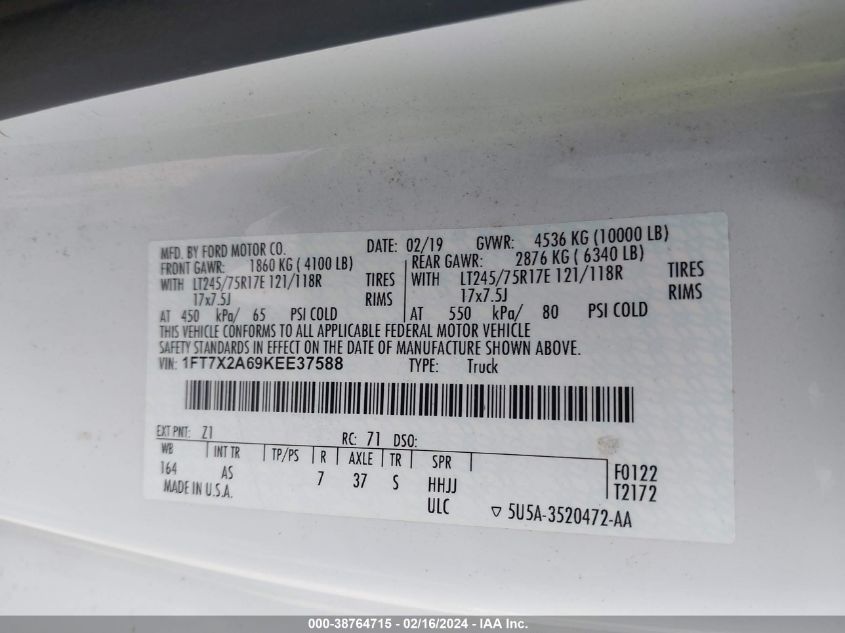 MFD. BY FORD MOTOR CO. DATE: 02/19 GVWR: 4536 KG (10000 LB)
FRONT GAWR: 1860 KG ( 4100 LB) REAR GAWR: 2876 KG ( 6340 LB)
WITH LT245/75R17E 121/118R TIRES WITH LT245/75R17E 121/118R TIRES
17x7.5J RIMS 17x7.5J RIMS
AT 450 kPa/ 65 PSI COLD AT 550 kPa/ 80 PSI COLD
THIS VEHICLE CONFORMS TO ALL APPLICABLE FEDERAL MOTOR VEHICLE
SAFETY STANDARDS IN EFFECT ON THE DATE OF MANUFACTURE SHOWN ABOVE.
VIN: 1FT7X2A69KEE37588 TYPE: Truck
EXT PNT: Z1 RC: 71 DSO:
WB INT TR TP/PS R AXLE TR SPR
164 AS 7 37 S HHJJ F0122
MADE IN U.S.A. ULC T2172
▽ 5U5A-3520472-AA
000-38764715 - 02/16/2024 - IAA Inc.